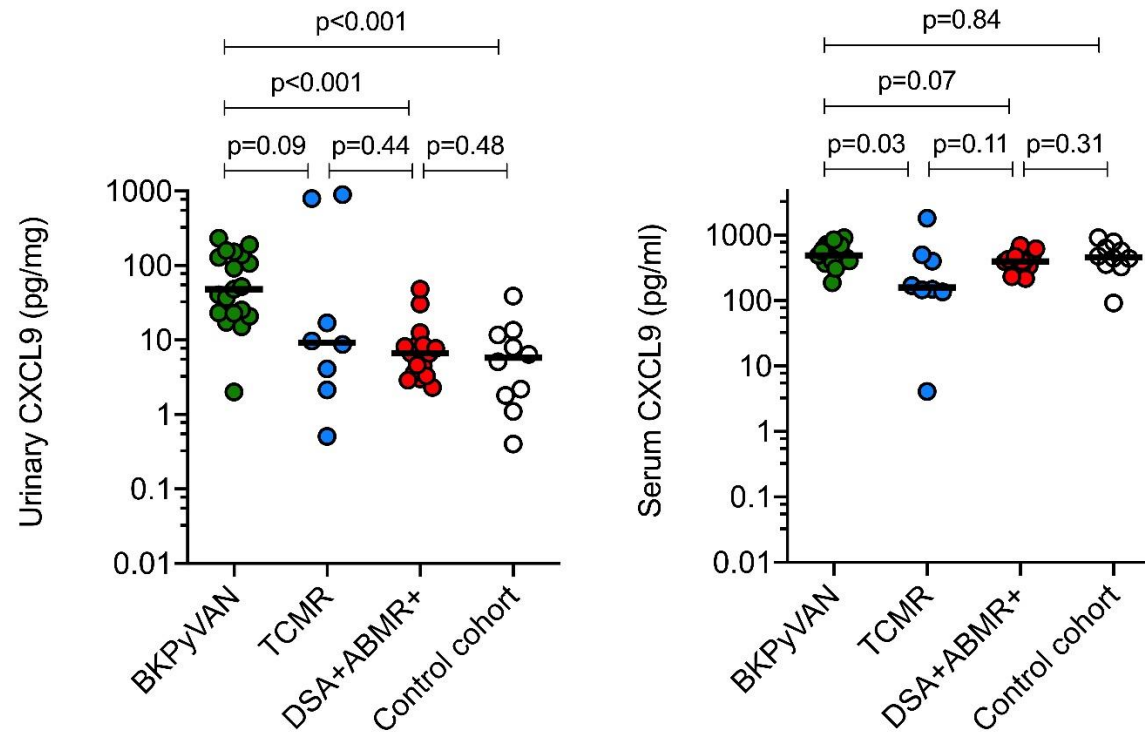 p<0.001
p<0.001
p=0.09 p=0.44 p=0.48
Urinary CXCL9 (pg/mg)
1000
100
10
1
0.1
0.01
BKPyVAN
TCMR
DSA+ABMR+
Control cohort
p=0.84
p=0.07
p=0.03 p=0.11 p=0.31
Serum CXCL9 (pg/ml)
1000
100
10
1
0.1
0.01
BKPyVAN
TCMR
DSA+ABMR+
Control cohort